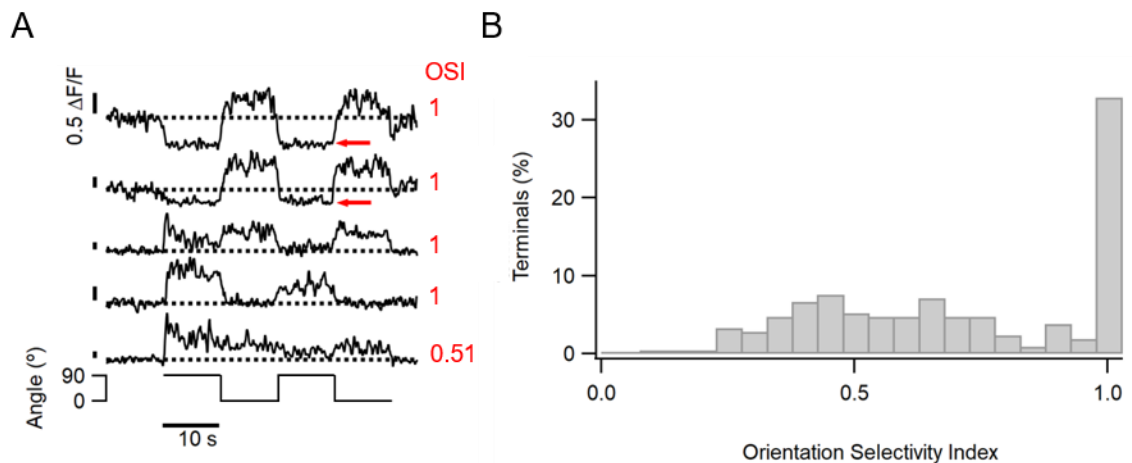 A
B
OSI
0.5 ΔF/F
1
1
1
1
0.51
Angle (°)
90
0
10 s
Terminals (%)
30
20
10
0
0.0
0.5
1.0
Orientation Selectivity Index